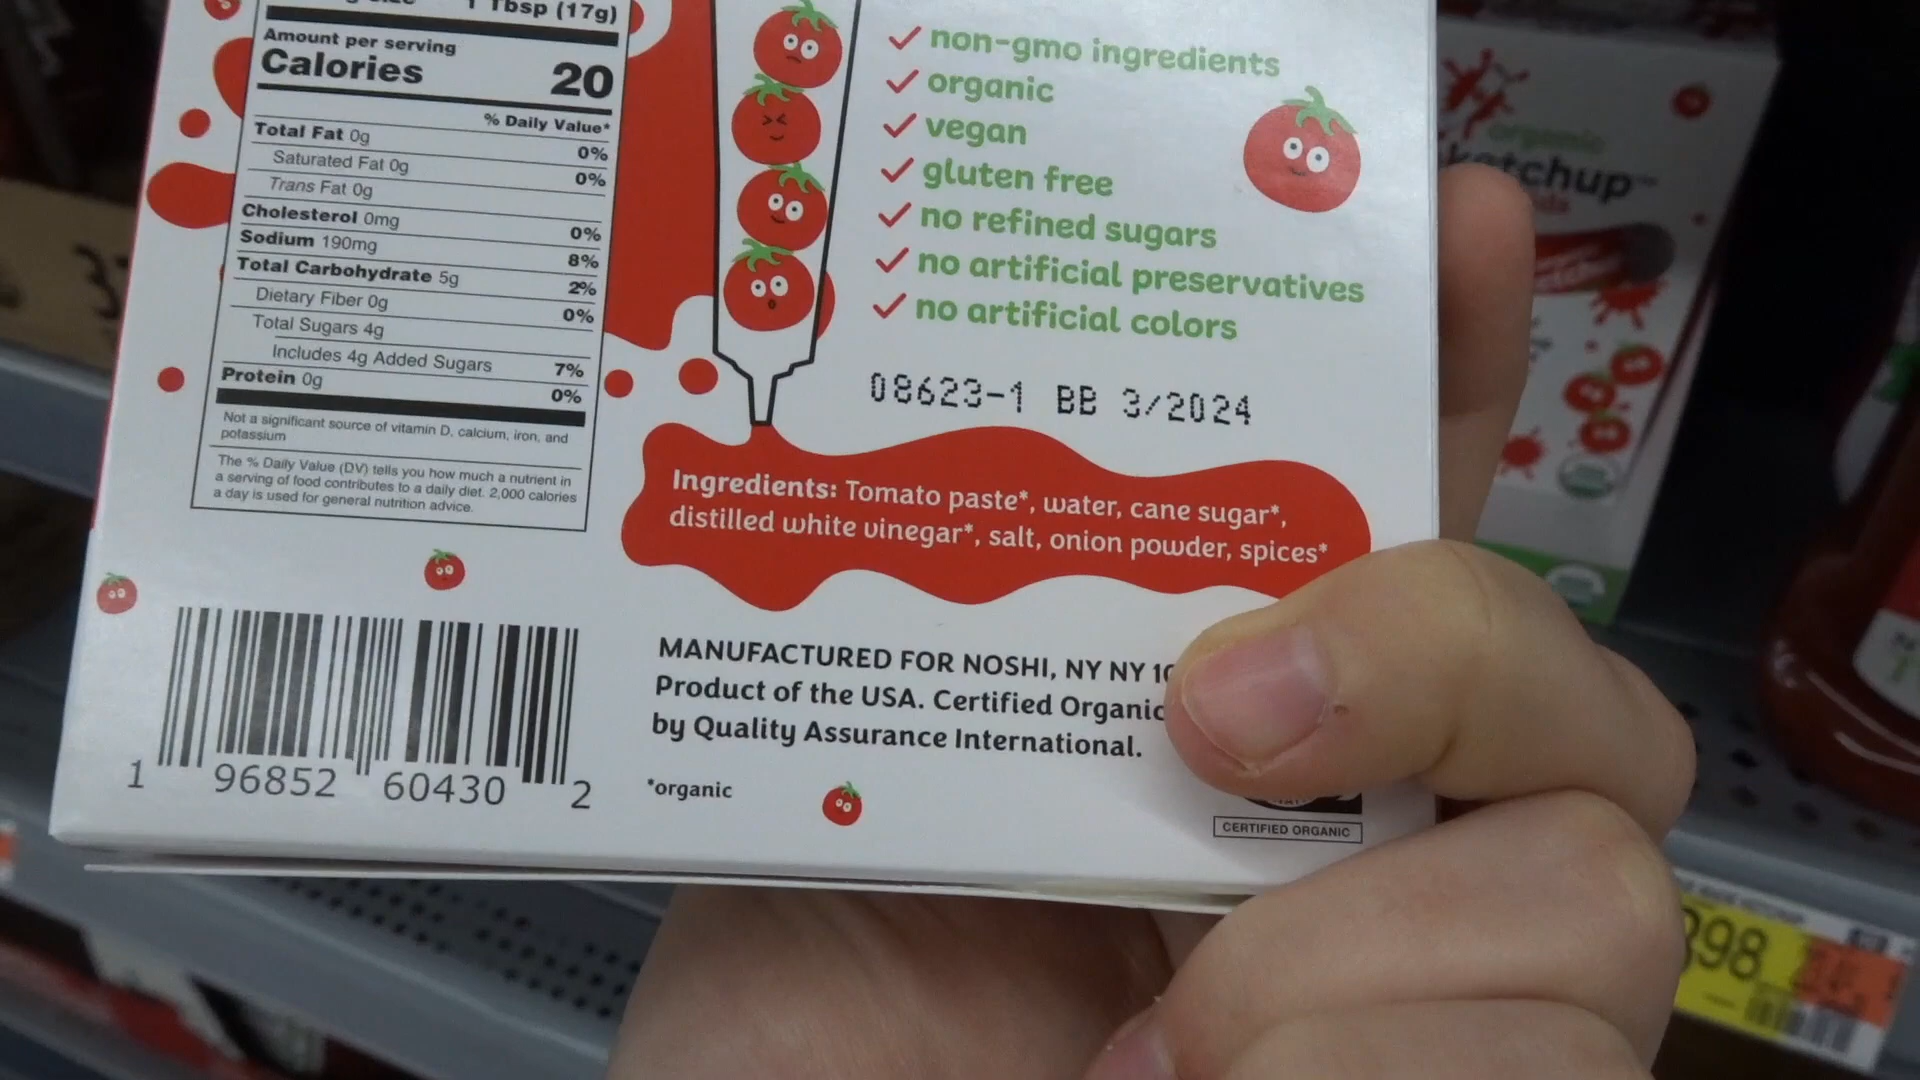 1 Tbsp (17g)
Amount per serving
Calories 20
% Daily Value*
Total Fat 0g 0%
Saturated Fat 0g 0%
Trans Fat 0g
Cholesterol 0mg 0%
Sodium 190mg 8%
Total Carbohydrate 5g 2%
Dietary Fiber 0g 0%
Total Sugars 4g
Includes 4g Added Sugars 7%
Protein 0g 0%
Not a significant source of vitamin D, calcium, iron, and
potassium
The % Daily Value (DV) tells you how much a nutrient in
a serving of food contributes to a daily diet. 2,000 calories
a day is used for general nutrition advice.
non-gmo ingredients
organic
vegan
gluten free
no refined sugars
no artificial preservatives
no artificial colors
08623-1 BB 3/2024
Ingredients: Tomato paste*, water, cane sugar*,
distilled white vinegar*, salt, onion powder, spices*
MANUFACTURED FOR NOSHI, NY NY
Product of the USA. Certified Organic
by Quality Assurance International.
*organic
CERTIFIED ORGANIC
1 96852 60430 2
organic
ketchup™
98